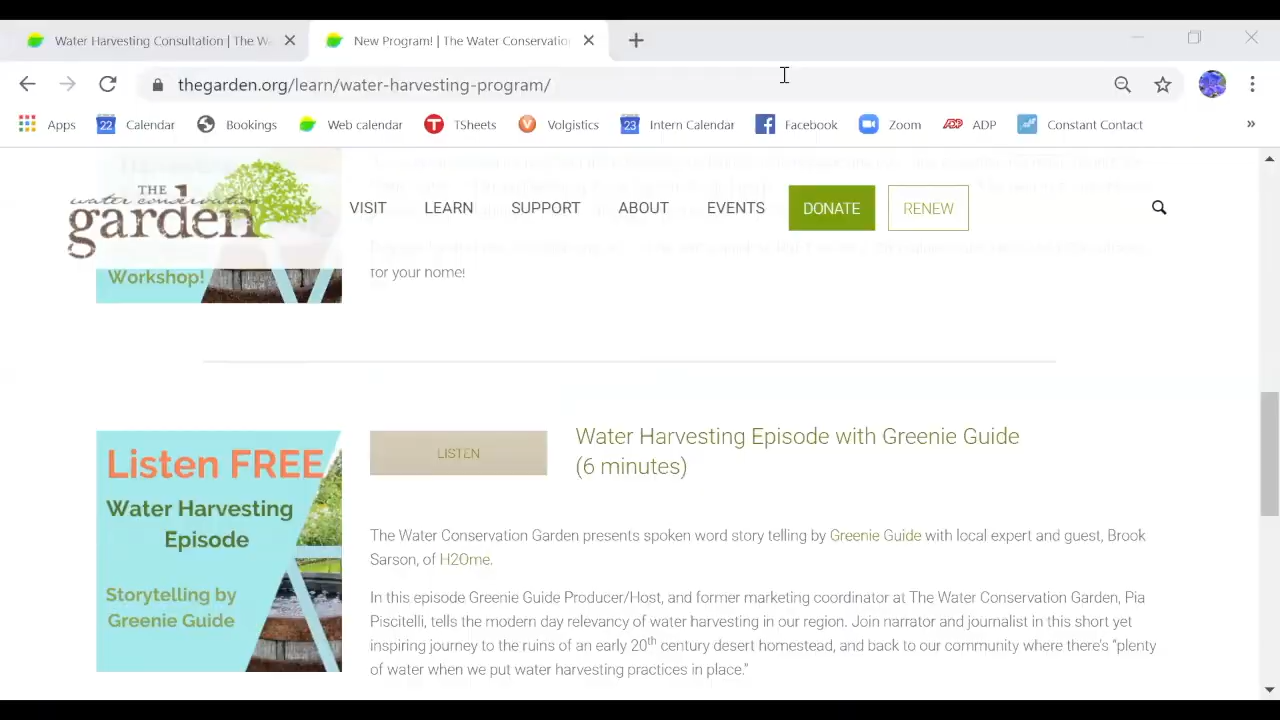 Water Harvesting Consultation | The Wa
New Program! | The Water Conservatio
thegarden.org/learn/water-harvesting-program/
Apps
22 Calendar
Bookings
Web calendar
TSheets
Volgistics
23 Intern Calendar
Facebook
Zoom
ADP
Constant Contact
THE
water conservation
garden
VISIT
LEARN
SUPPORT
ABOUT
EVENTS
DONATE
RENEW
Workshop!
for your home!
Listen FREE
Water Harvesting
Episode
Storytelling by
Greenie Guide
LISTEN
Water Harvesting Episode with Greenie Guide
(6 minutes)
The Water Conservation Garden presents spoken word story telling by Greenie Guide with local expert and guest, Brook
Sarson, of H2Ome.
In this episode Greenie Guide Producer/Host, and former marketing coordinator at The Water Conservation Garden, Pia
Piscitelli, tells the modern day relevancy of water harvesting in our region. Join narrator and journalist in this short yet
inspiring journey to the ruins of an early 20th century desert homestead, and back to our community where there's “plenty
of water when we put water harvesting practices in place.”